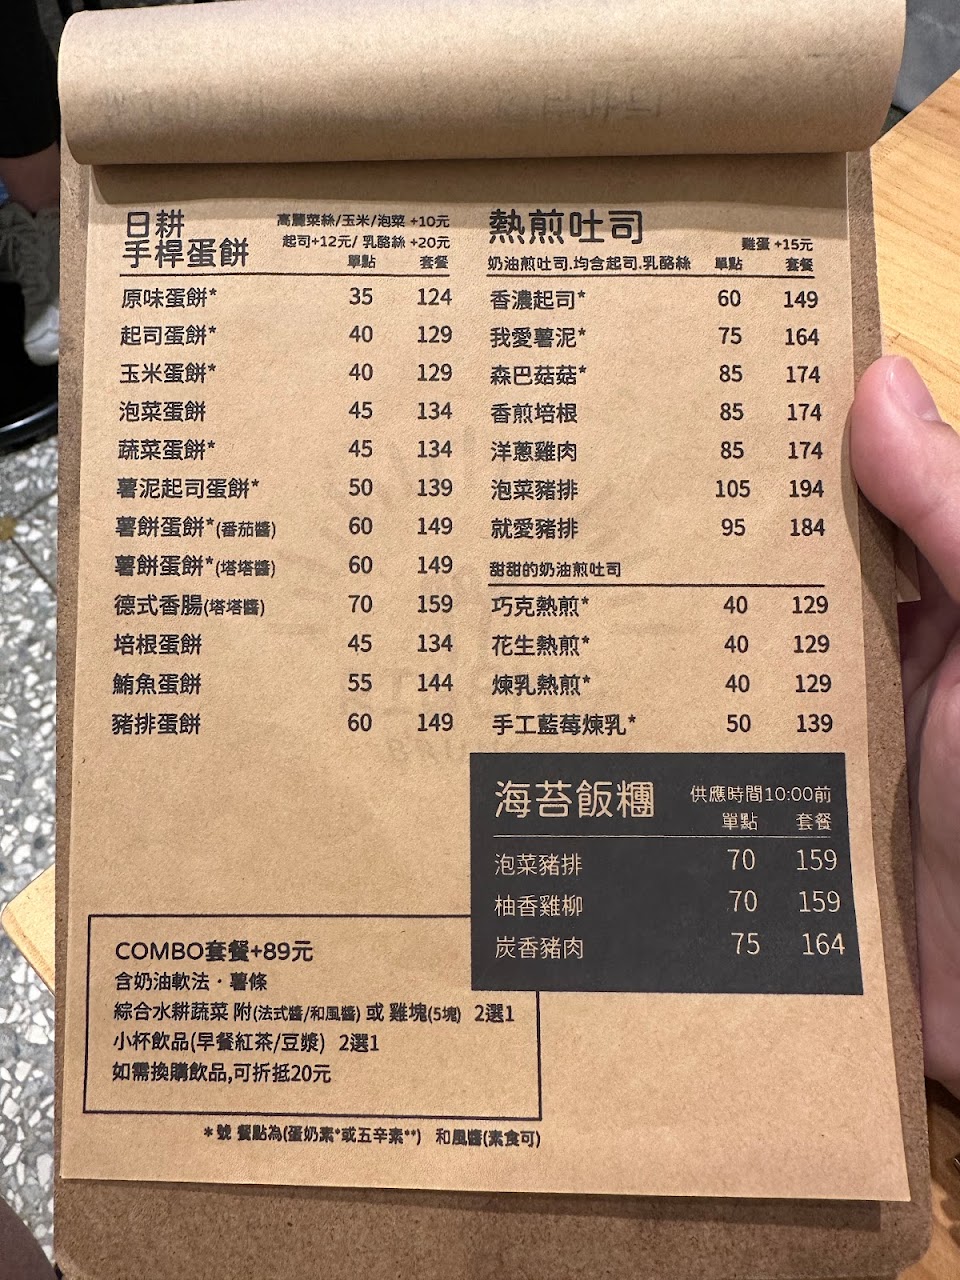 日耕
手桿蛋餅
高麗菜絲/玉米/泡菜 +10元
起司+12元/ 乳酪絲 +20元
單點 套餐
原味蛋餅* 35 124
起司蛋餅* 40 129
玉米蛋餅* 40 129
泡菜蛋餅 45 134
蔬菜蛋餅* 45 134
薯泥起司蛋餅* 50 139
薯餅蛋餅*(番茄醬) 60 149
薯餅蛋餅*(塔塔醬) 60 149
德式香腸(塔塔醬) 70 159
培根蛋餅 45 134
鮪魚蛋餅 55 144
豬排蛋餅 60 149
熱煎吐司
雞蛋 +15元
奶油煎吐司.均含起司.乳酪絲 單點 套餐
香濃起司* 60 149
我愛薯泥* 75 164
森巴菇菇* 85 174
香煎培根 85 174
洋蔥雞肉 85 174
泡菜豬排 105 194
就愛豬排 95 184
甜甜的奶油煎吐司
巧克熱煎* 40 129
花生熱煎* 40 129
煉乳熱煎* 40 129
手工藍莓煉乳* 50 139
海苔飯糰 供應時間10:00前
單點 套餐
泡菜豬排 70 159
柚香雞柳 70 159
炭香豬肉 75 164
COMBO套餐+89元
含奶油軟法・薯條
綜合水耕蔬菜 附(法式醬/和風醬) 或 雞塊(5塊) 2選1
小杯飲品(早餐紅茶/豆漿) 2選1
如需換購飲品,可折抵20元
*號 餐點為(蛋奶素*或五辛素**) 和風醬(素食可)